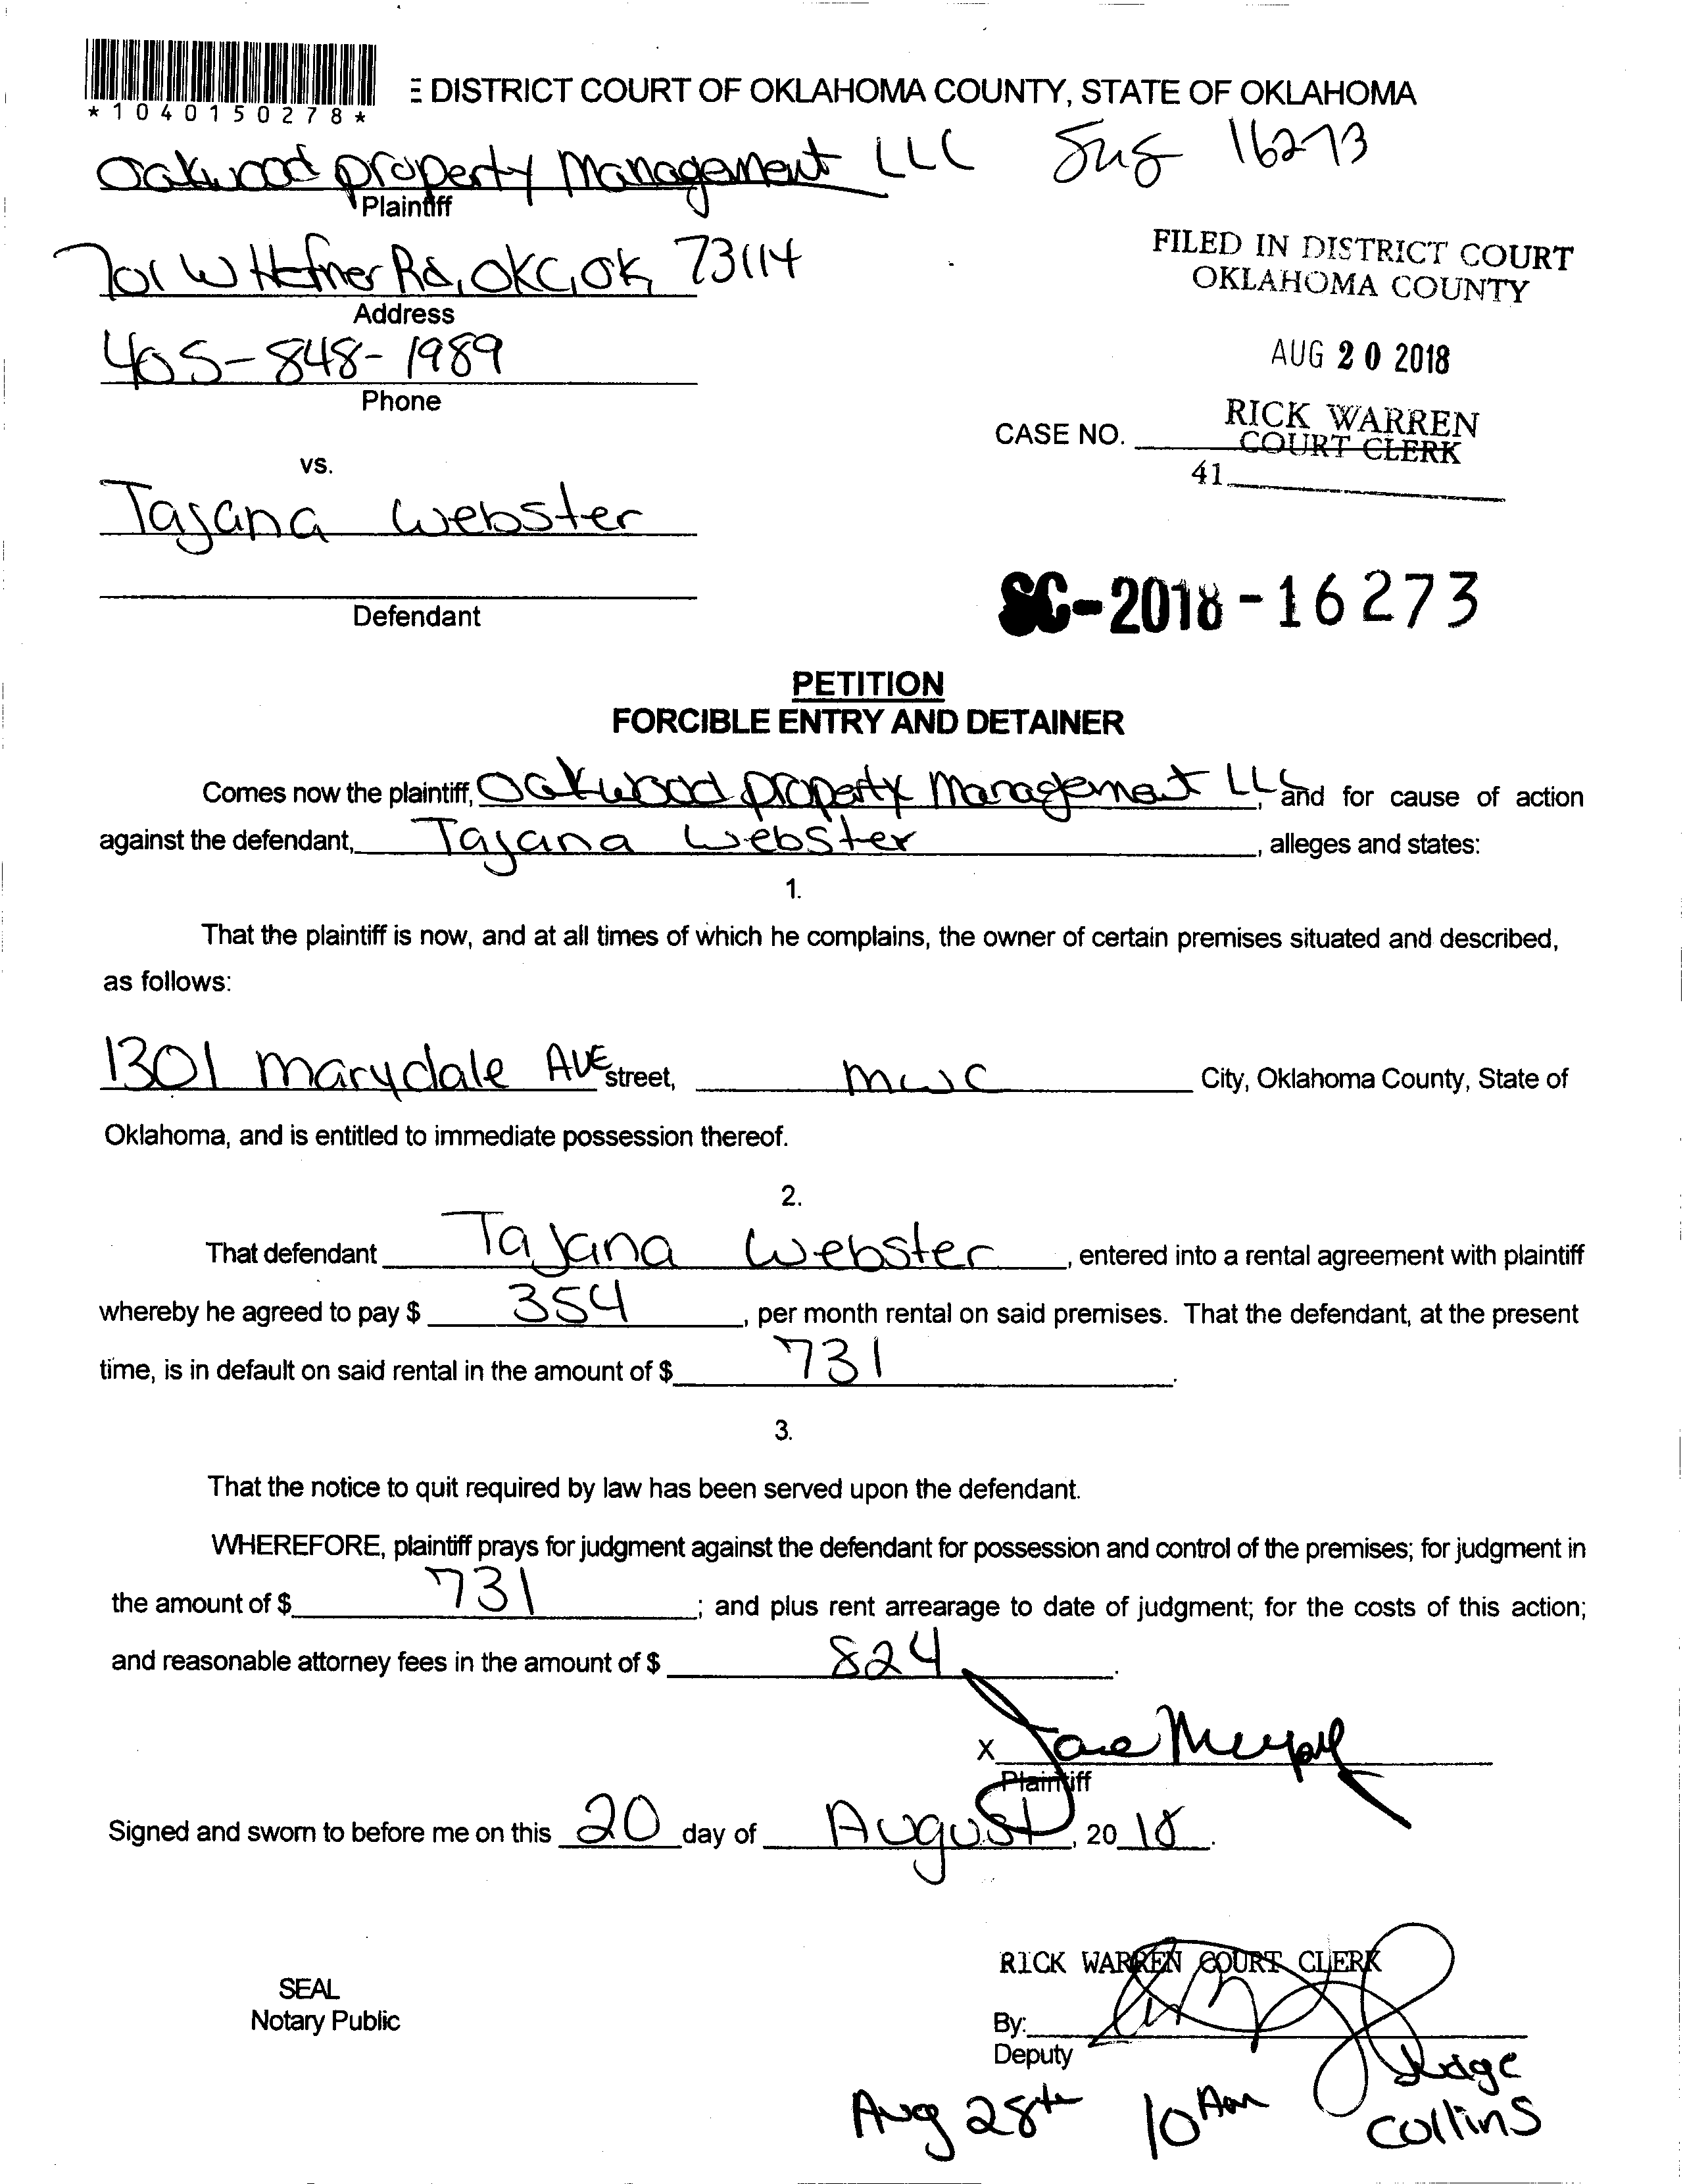 *1040150278*
E DISTRICT COURT OF OKLAHOMA COUNTY, STATE OF OKLAHOMA
Oakwood property Management LLC
16273
Plaintiff
701 W Hefner Rd, OKC, OK 73114
FILED IN DISTRICT COURT
OKLAHOMA COUNTY
Address
405-848-1989
AUG 20 2018
Phone
RICK WARREN
CASE NO.
COURT CLERK
vs.
41
Tajana Webster
SC-2018-16273
Defendant
PETITION
FORCIBLE ENTRY AND DETAINER
Comes now the plaintiff, Oakwood property Management LLC, and for cause of action
against the defendant, Tajana Webster, alleges and states:
1.
That the plaintiff is now, and at all times of which he complains, the owner of certain premises situated and described,
as follows:
1301 Marydale AVE street, MWC City, Oklahoma County, State of
Oklahoma, and is entitled to immediate possession thereof.
2.
That defendant Tajana Webster, entered into a rental agreement with plaintiff
whereby he agreed to pay $ 354, per month rental on said premises. That the defendant, at the present
time, is in default on said rental in the amount of $ 731.
3.
That the notice to quit required by law has been served upon the defendant.
WHEREFORE, plaintiff prays for judgment against the defendant for possession and control of the premises; for judgment in
the amount of $ 731; and plus rent arrearage to date of judgment; for the costs of this action;
and reasonable attorney fees in the amount of $ 824.
X
Plaintiff
Signed and sworn to before me on this 20 day of August, 2018.
RICK WARREN COURT CLERK
SEAL
Notary Public
By:
Deputy
Judge
Aug 28th 10 Am
Collins